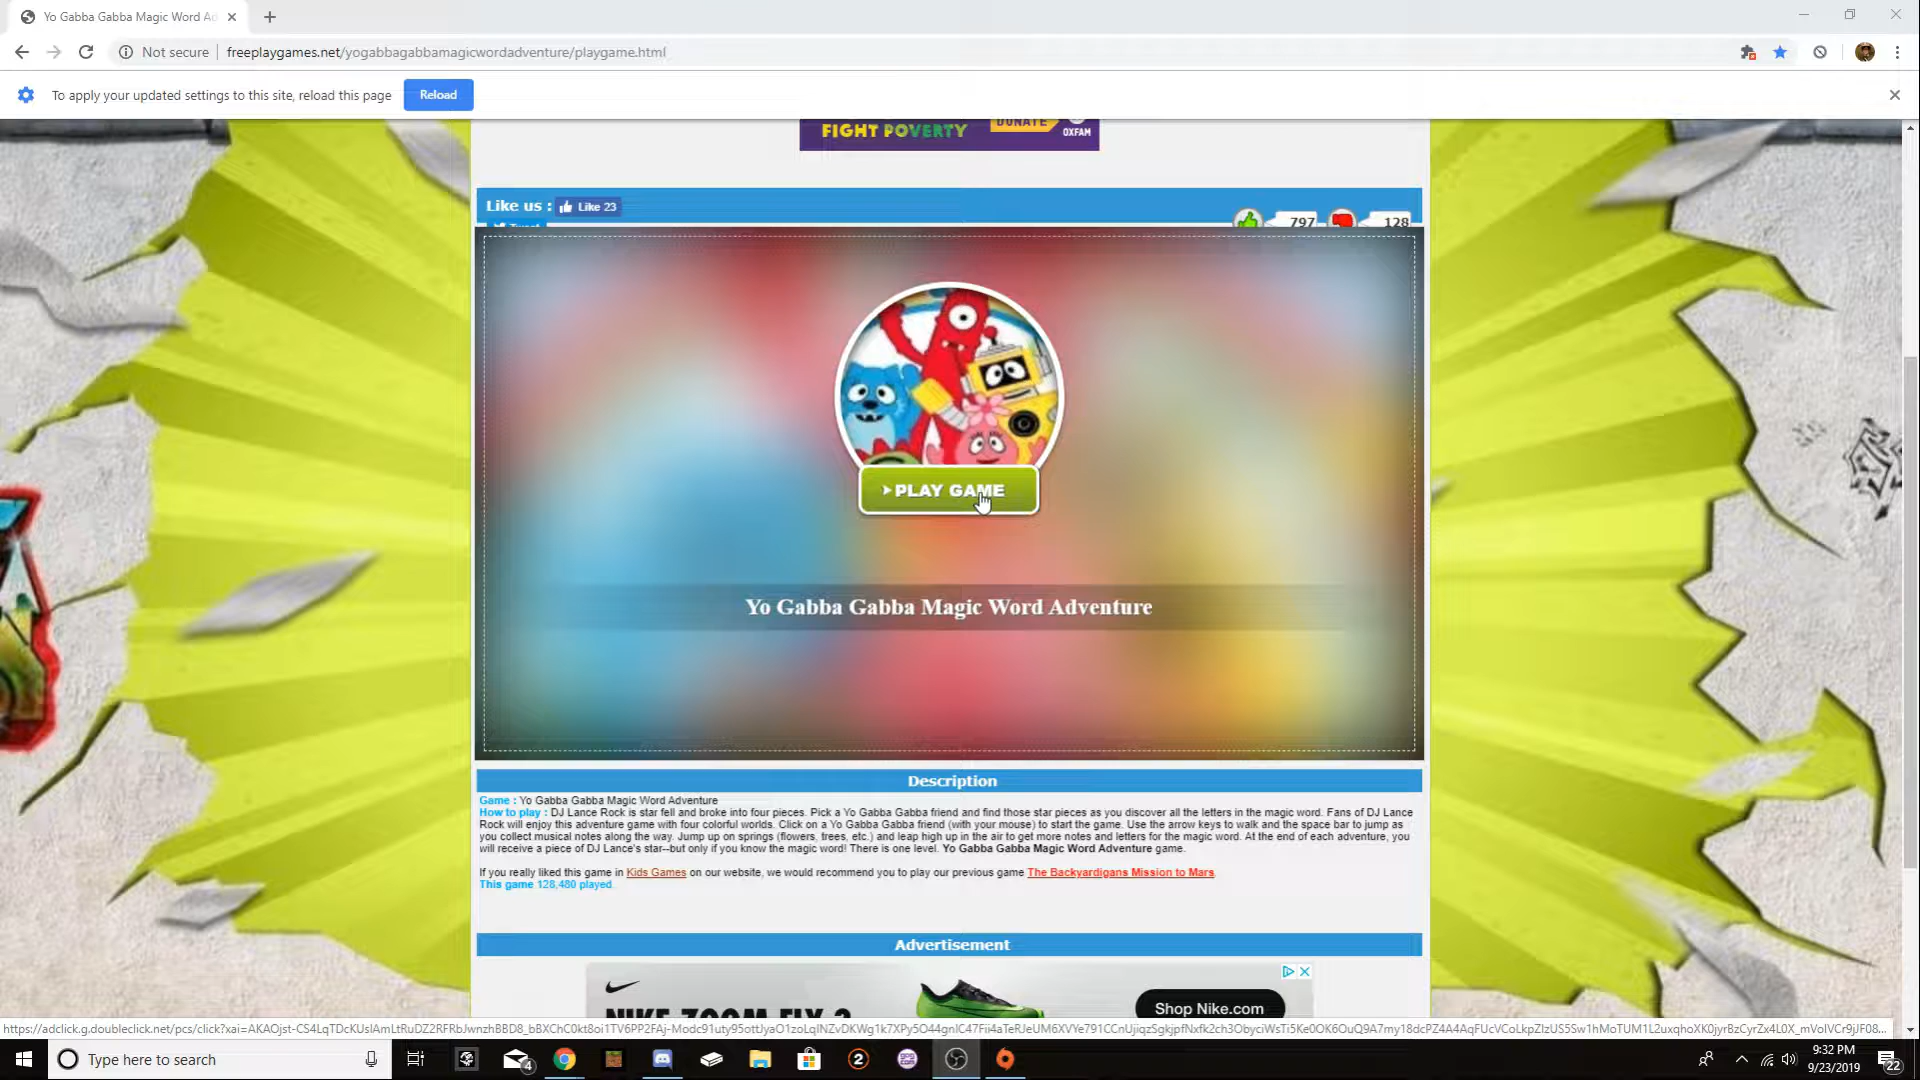 Yo Gabba Gabba Magic Word Ad
Not secure
freeplaygames.net/yogabbagabbamagicwordadventure/playgame.html
To apply your updated settings to this site, reload this page
Reload
FIGHT POVERTY
DONATE
OXFAM
Like us :
Like 23
Tweet
797
128
PLAY GAME
Yo Gabba Gabba Magic Word Adventure
Description
Game : Yo Gabba Gabba Magic Word Adventure
How to play : DJ Lance Rock is star fell and broke into four pieces. Pick a Yo Gabba Gabba friend and find those star pieces as you discover all the letters in the magic word. Fans of DJ Lance
Rock will enjoy this adventure game with four colorful worlds. Click on a Yo Gabba Gabba friend (with your mouse) to start the game. Use the arrow keys to walk and the space bar to jump as
you collect musical notes along the way. Jump up on springs (flowers, trees, etc.) and leap high up in the air to get more notes and letters for the magic word. At the end of each adventure, you
will receive a piece of DJ Lance's star--but only if you know the magic word! There is one level. Yo Gabba Gabba Magic Word Adventure game.
If you really liked this game in Kids Games on our website, we would recommend you to play our previous game The Backyardigans Mission to Mars.
This game 128,480 played.
Advertisement
NIKE ZOOM FLY 3
Shop Nike.com
Type here to search
4
2
9:32 PM
9/23/2019
22